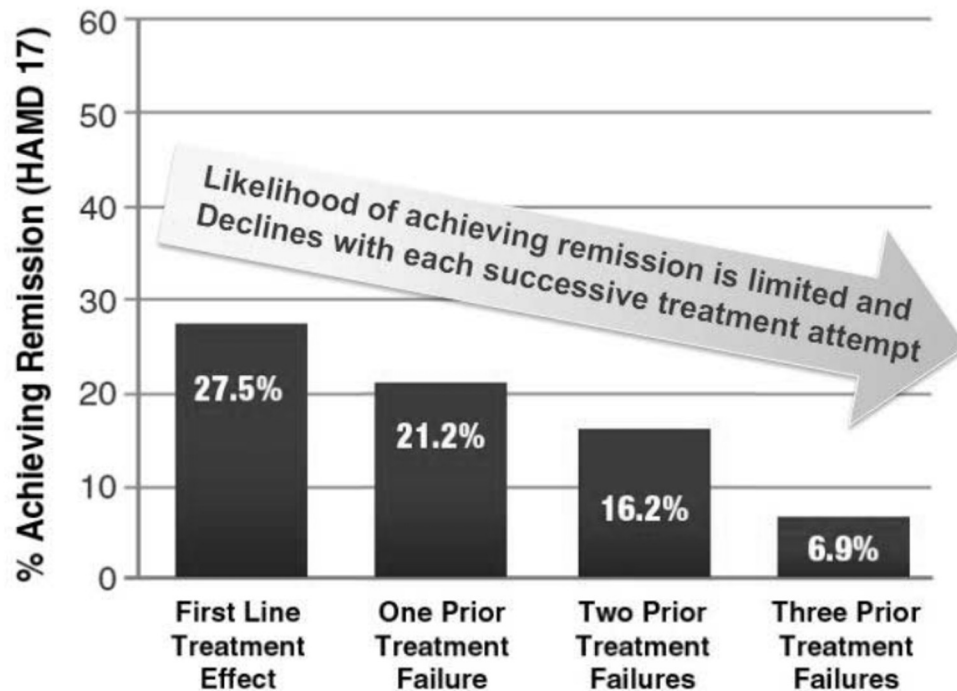 % Achieving Remission (HAMD 17)
60
50
40
30
20
10
0
Likelihood of achieving remission is limited and
Declines with each successive treatment attempt
27.5%
21.2%
16.2%
6.9%
First Line
Treatment
Effect
One Prior
Treatment
Failure
Two Prior
Treatment
Failures
Three Prior
Treatment
Failures